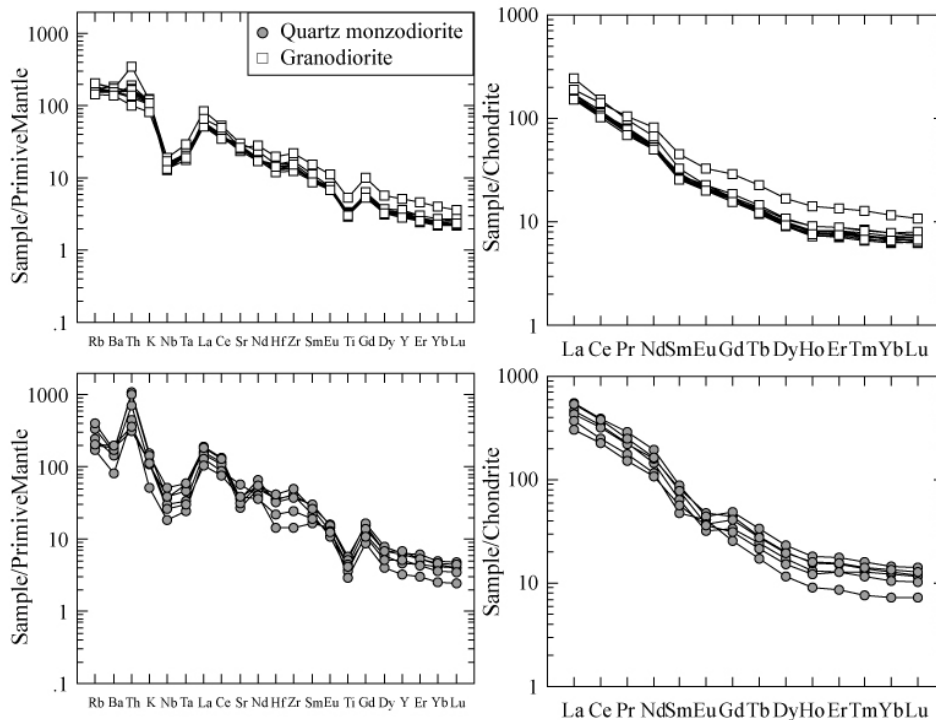 Sample/PrimiveMantle
1000
100
10
1
.1
Quartz monzodiorite
Granodiorite
Rb Ba Th K Nb Ta La Ce Sr Nd Hf Zr Sm Eu Ti Gd Dy Y Er Yb Lu
Sample/Chondrite
1000
100
10
1
La Ce Pr Nd Sm Eu Gd Tb Dy Ho Er Tm Yb Lu
Sample/PrimiveMantle
1000
100
10
1
.1
Rb Ba Th K Nb Ta La Ce Sr Nd Hf Zr Sm Eu Ti Gd Dy Y Er Yb Lu
Sample/Chondrite
1000
100
10
1
La Ce Pr Nd Sm Eu Gd Tb Dy Ho Er Tm Yb Lu